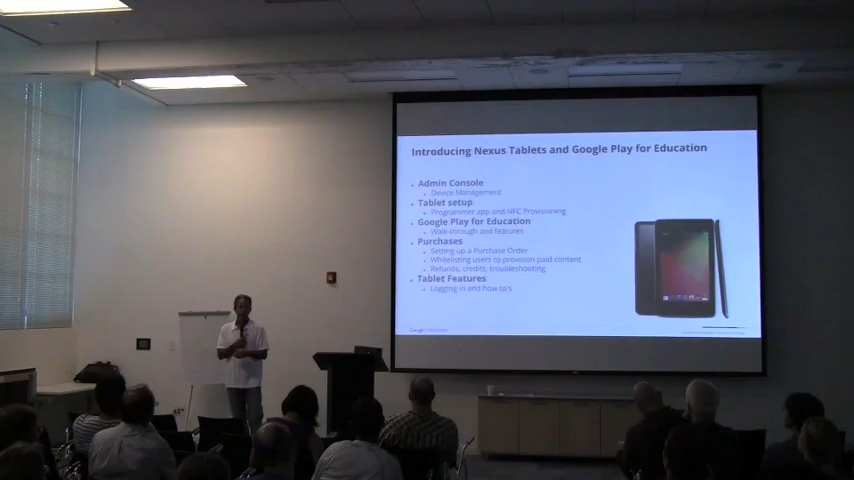 Introducing Nexus Tablets and Google Play for Education
Admin Console
Device Management
Tablet setup
Programmer app and NFC Provisioning
Google Play for Education
Walk-through and features
Purchases
Setting up a Purchase Order
Whitelisting users to provision paid content
Refunds, credits, troubleshooting
Tablet Features
Logging in and how to's
Google